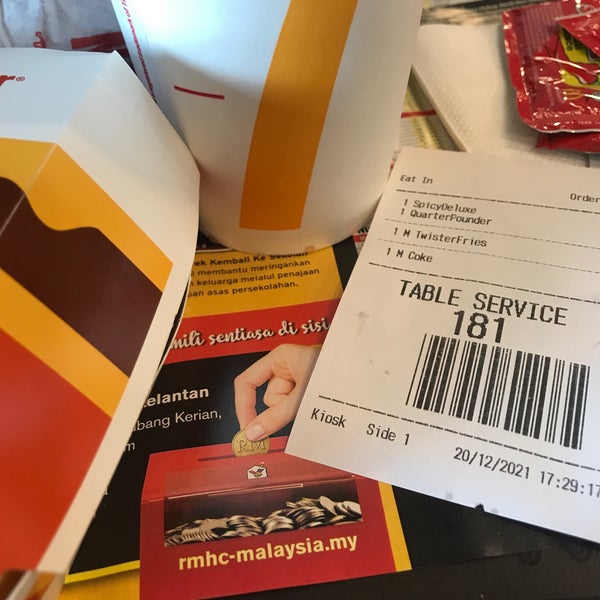 Eat In
Order
1 SpicyDeluxe
1 QuarterPounder
1 M TwisterFries
1 M Coke
TABLE SERVICE
181
Kiosk Side 1
20/12/2021 17:29:17
ek Kembali Ke Sekolah
membantu meringankan
keluarga melalui penajaan
uan asas persekolahan.
mili sentiasa di sisi
elantan
bang Kerian,
RM
rmhc-malaysia.my